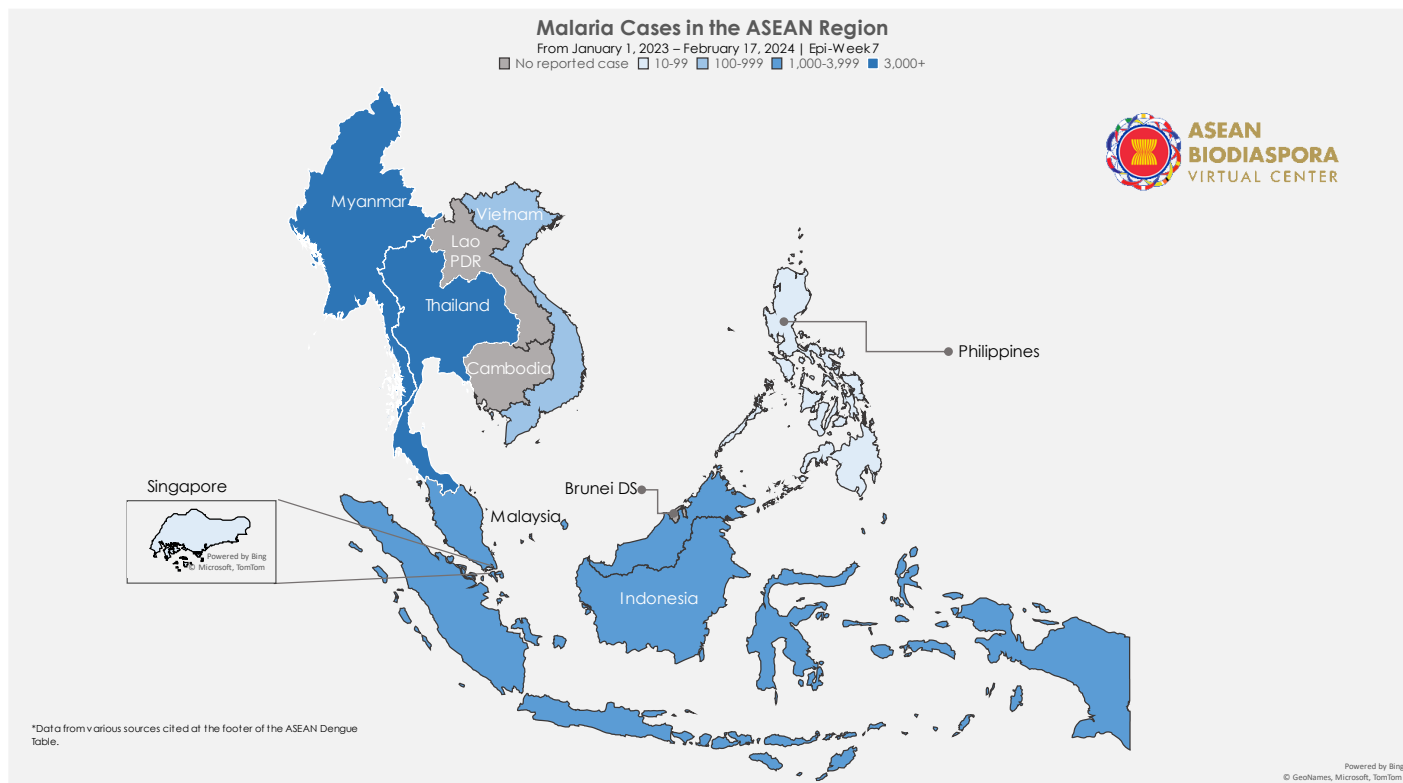 Malaria Cases in the ASEAN Region
From January 1, 2023 – February 17, 2024 | Epi-Week7
No reported case 10-99 100-999 1,000-3,999 3,000+
ASEAN
BIODIASPORA
VIRTUAL CENTER
Myanmar
Vietnam
Lao
PDR
Thailand
Cambodia
Philippines
Singapore
Powered by Bing
© Microsoft, TomTom
Brunei DS
Malaysia
Indonesia
*Data from various sources cited at the footer of the ASEAN Dengue
Table.
Powered by Bing
© GeoNames, Microsoft, TomTom